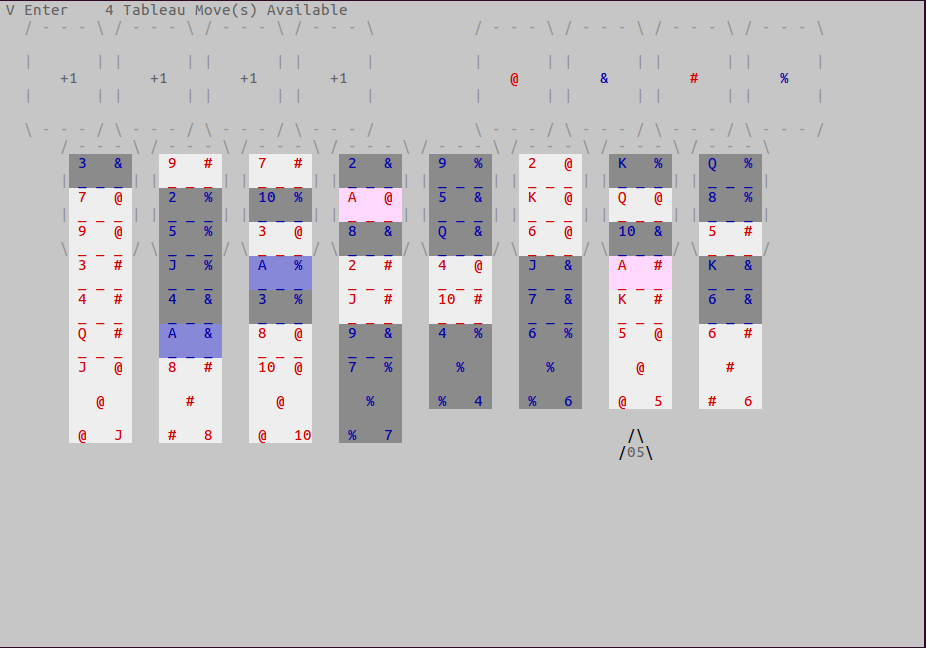 V Enter    4 Tableau Move(s) Available
/ - - - \ / - - - \ / - - - \ / - - - \ / - - - \ / - - - \ / - - - \ / - - - \
| | | | | | | | | | | | | | | |
+1 +1 +1 +1 @ & # %
| | | | | | | | | | | | | | | |
\ - - - / \ - - - / \ - - - / \ - - - / \ - - - / \ - - - / \ - - - / \ - - - /
/ - - - \ / - - - \ / - - - \ / - - - \ / - - - \ / - - - \ / - - - \ / - - - \
3 & 9 # 7 # 2 & 9 % 2 @ K % Q %
| _ _ _ | | _ _ _ | | _ _ _ | | _ _ _ | | _ _ _ | | _ _ _ | | _ _ _ | | _ _ _ |
7 @ 2 % 10 % A @ 5 & K @ Q @ 8 %
| _ _ _ | | _ _ _ | | _ _ _ | | _ _ _ | | _ _ _ | | _ _ _ | | _ _ _ | | _ _ _ |
9 @ 5 % 3 @ 8 & Q & 6 @ 10 & 5 #
\ _ _ _ / \ _ _ _ / \ _ _ _ / \ _ _ _ / \ _ _ _ / \ _ _ _ / \ _ _ _ / \ _ _ _ /
3 # J % A % 2 # 4 @ J & A # K &
_ _ _ _ _ _ _ _ _ _ _ _ _ _ _ _ _ _ _ _ _ _ _ _
4 # 4 & 3 % J # 10 # 7 & K # 6 &
_ _ _ _ _ _ _ _ _ _ _ _ _ _ _ _ _ _ _ _ _ _ _ _
Q # A & 8 @ 9 & 4 % 6 % 5 @ 6 #
_ _ _ _ _ _ _ _ _ _ _ _
J @ 8 # 10 @ 7 % % % @ #
@ # @ % % 4 % 6 @ 5 # 6
@ J # 8 @ 10 % 7 /\
/05\